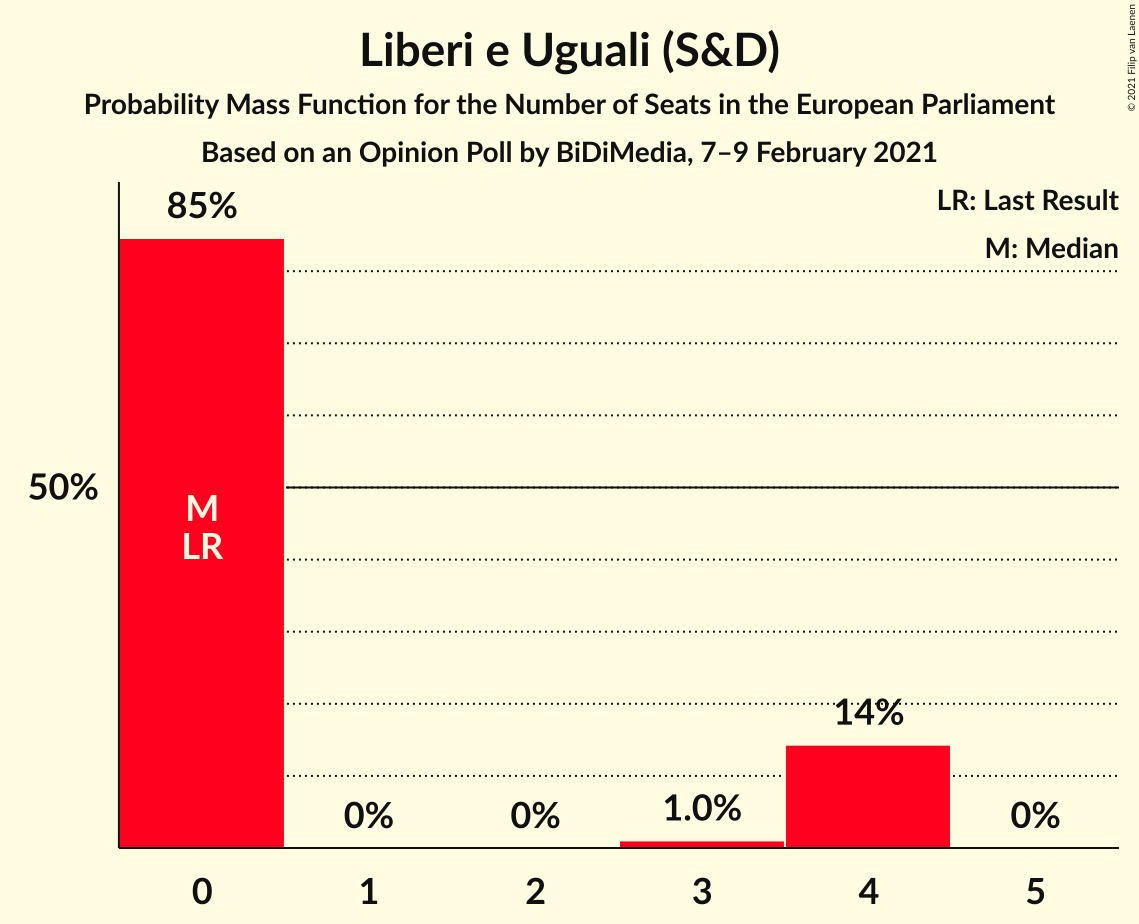 Liberi e Uguali (S&D)
Probability Mass Function for the Number of Seats in the European Parliament
Based on an Opinion Poll by BiDiMedia, 7–9 February 2021
© 2021 Filip van Laenen
LR: Last Result
M: Median
85%
50%
M
LR
0%
0%
1.0%
14%
0%
0
1
2
3
4
5